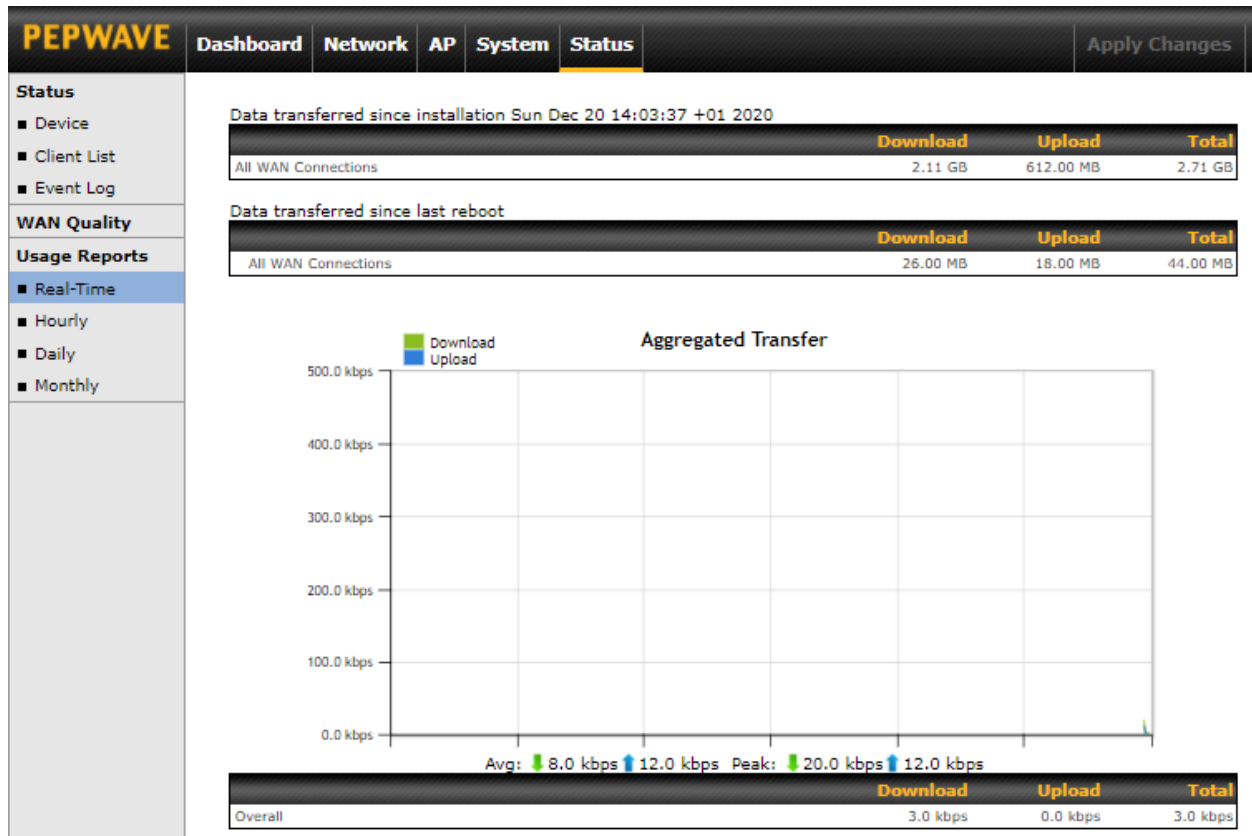 PEPWAVE Dashboard Network AP System Status Apply Changes
Status
Device
Client List
Event Log
WAN Quality
Usage Reports
Real-Time
Hourly
Daily
Monthly
Data transferred since installation Sun Dec 20 14:03:37 +01 2020
Download Upload Total
All WAN Connections 2.11 GB 612.00 MB 2.71 GB
Data transferred since last reboot
Download Upload Total
All WAN Connections 26.00 MB 18.00 MB 44.00 MB
Aggregated Transfer
Download
Upload
500.0 kbps
400.0 kbps
300.0 kbps
200.0 kbps
100.0 kbps
0.0 kbps
Avg: 8.0 kbps 12.0 kbps Peak: 20.0 kbps 12.0 kbps
Download Upload Total
Overall 3.0 kbps 0.0 kbps 3.0 kbps